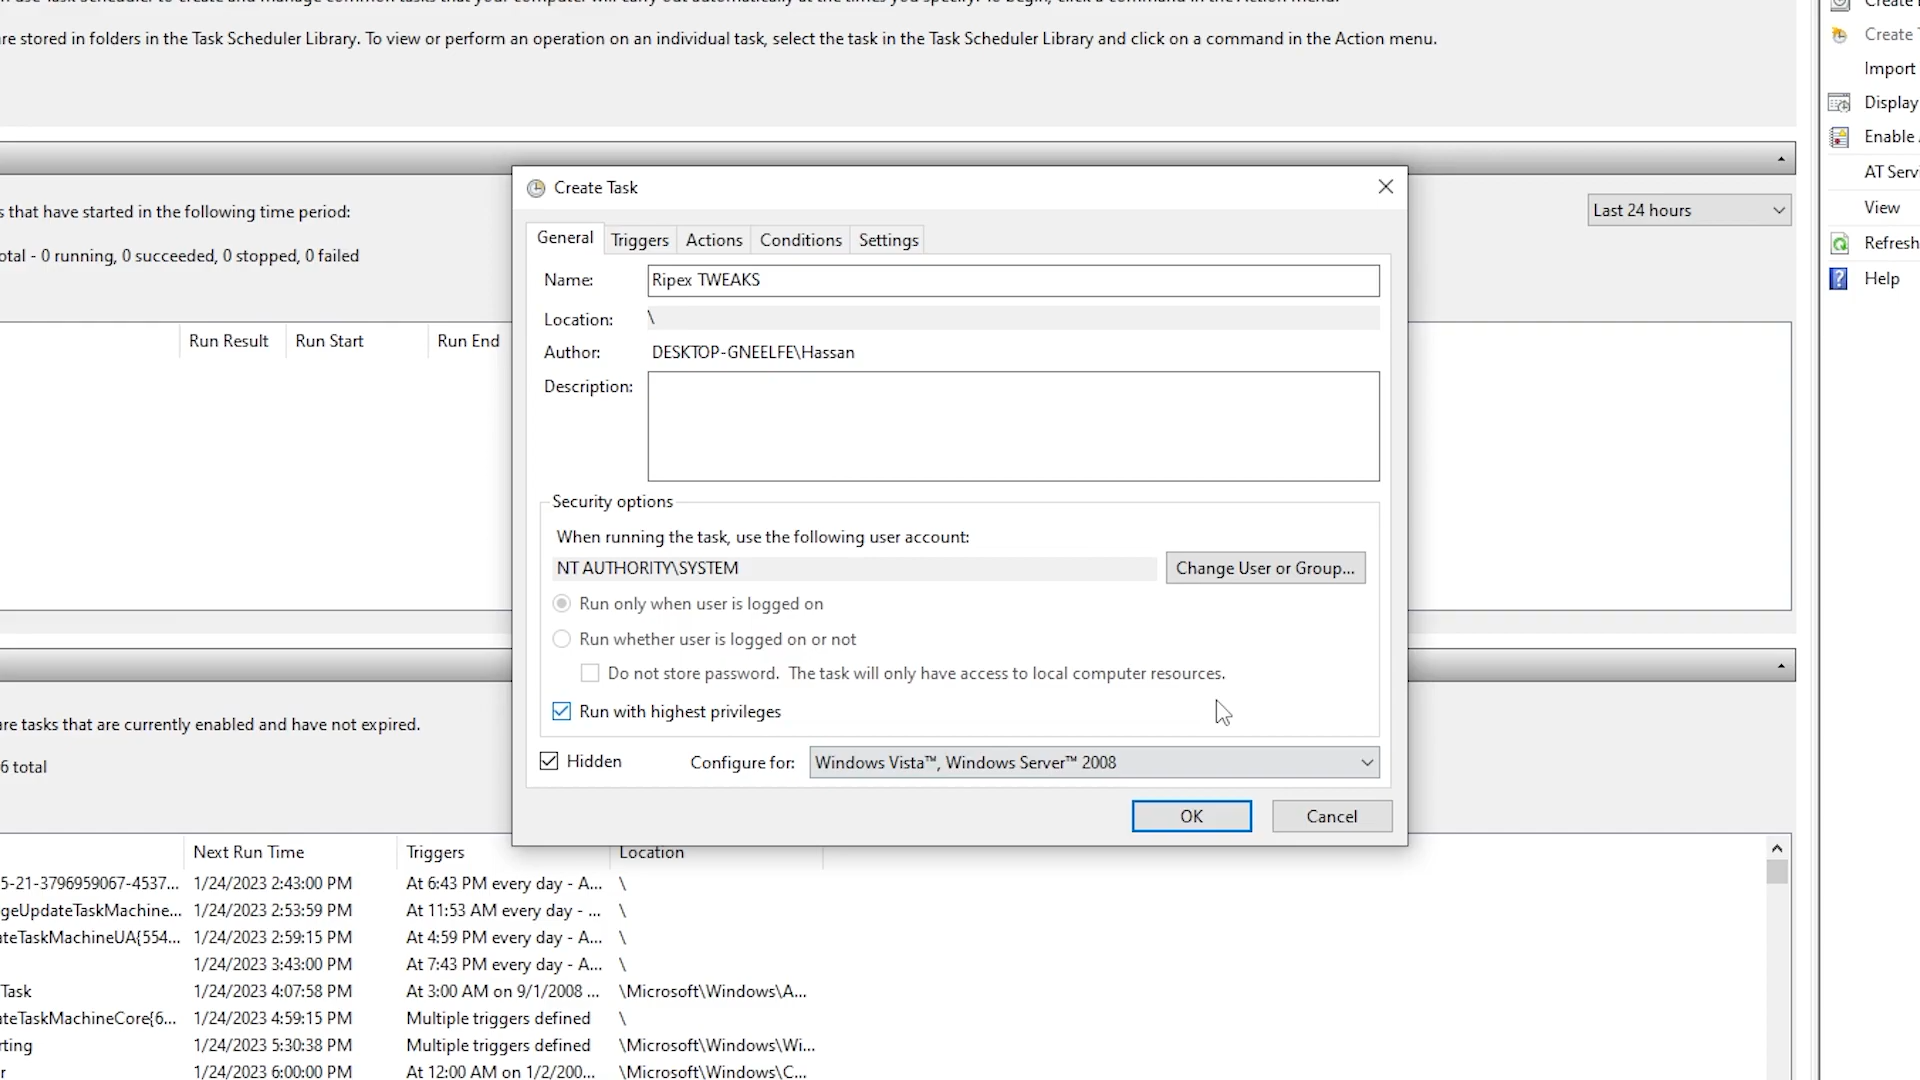 Create
re stored in folders in the Task Scheduler Library. To view or perform an operation on an individual task, select the task in the Task Scheduler Library and click on a command in the Action menu.
Create T
Import
Display
Enable
AT Servi
View
Refresh
Help
s that have started in the following time period:
Last 24 hours
otal - 0 running, 0 succeeded, 0 stopped, 0 failed
Run Result Run Start Run End
Create Task
General Triggers Actions Conditions Settings
Name: Ripex TWEAKS
Location: \
Author: DESKTOP-GNEELFE\Hassan
Description:
Security options
When running the task, use the following user account:
NT AUTHORITY\SYSTEM Change User or Group...
Run only when user is logged on
Run whether user is logged on or not
Do not store password. The task will only have access to local computer resources.
Run with highest privileges
Hidden Configure for: Windows Vista™, Windows Server™ 2008
OK Cancel
re tasks that are currently enabled and have not expired.
6 total
Next Run Time Triggers Location
5-21-3796959067-4537... 1/24/2023 2:43:00 PM At 6:43 PM every day - A... \
geUpdateTaskMachine... 1/24/2023 2:53:59 PM At 11:53 AM every day - ... \
ateTaskMachineUA{554... 1/24/2023 2:59:15 PM At 4:59 PM every day - A... \
1/24/2023 3:43:00 PM At 7:43 PM every day - A... \
Task 1/24/2023 4:07:58 PM At 3:00 AM on 9/1/2008 ... \Microsoft\Windows\A...
ateTaskMachineCore{6... 1/24/2023 4:59:15 PM Multiple triggers defined \
rting 1/24/2023 5:30:38 PM Multiple triggers defined \Microsoft\Windows\Wi...
r 1/24/2023 6:00:00 PM At 12:00 AM on 1/2/200... \Microsoft\Windows\C...